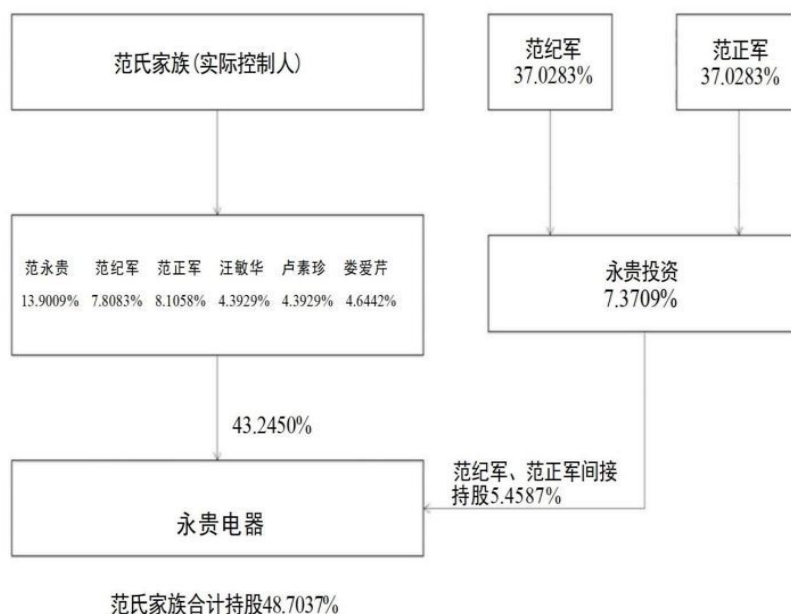 范氏家族(实际控制人)
范纪军
37.0283%
范正军
37.0283%
范永贵 范纪军 范正军 汪敏华 卢素珍 娄爱芹
13.9009% 7.8083% 8.1058% 4.3929% 4.3929% 4.6442%
永贵投资
7.3709%
43.2450%
范纪军、范正军间接
持股5.4587%
永贵电器
范氏家族合计持股48.7037%